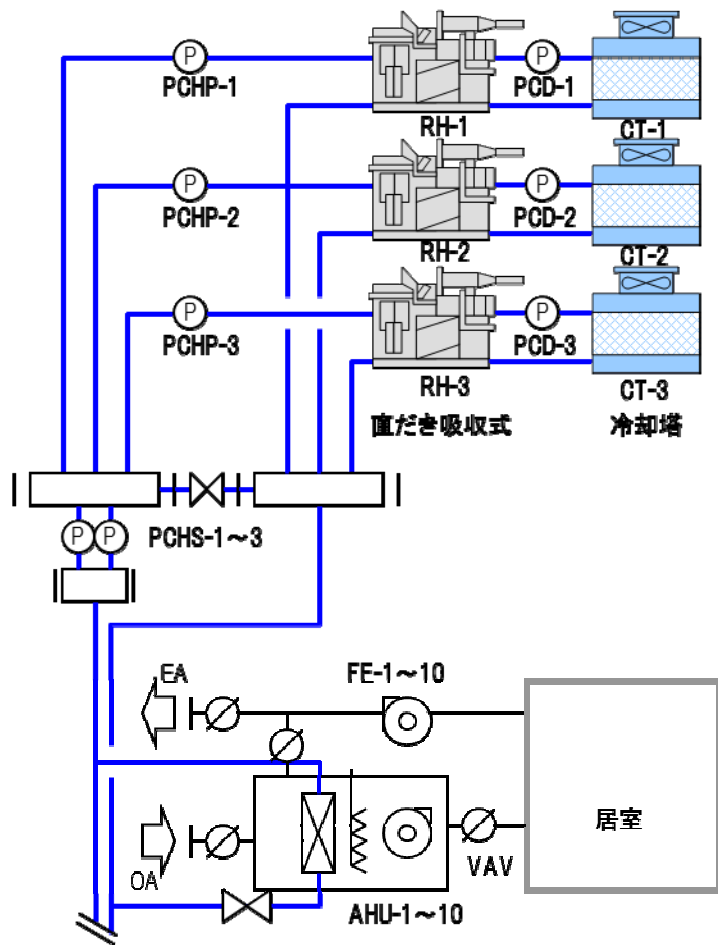 P
P
PCHP-1
PCD-1
RH-1
CT-1
P
P
PCHP-2
PCD-2
RH-2
CT-2
P
P
PCHP-3
PCD-3
RH-3
CT-3
直だき吸収式
冷却塔
P P
PCHS-1～3
EA
FE-1～10
居室
OA
VAV
AHU-1～10